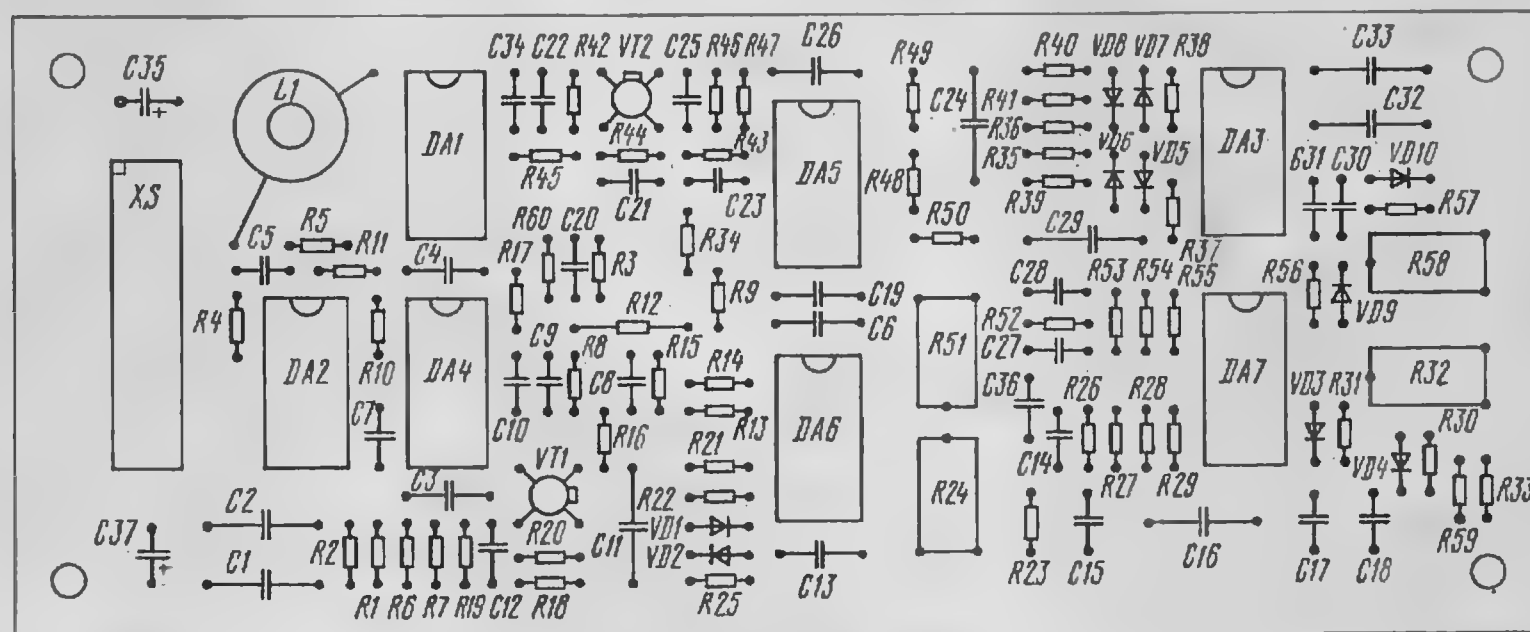 C34 C22 R42 VT2 C25 R46 R47 C26 R49 R40 VD8 VD7 R38 C33
C35 L1 DA1 C24 R41 DA3 C32
R44 R43 R36 VD6 VD5 631 C30 VD10
XS R45 DA5 R48 R35
C21 C23 R39 R57
R5 R60 C20 R34 R50 C29 R37
C5 R11 C4 R17 R3 C28 R53 R54 R55 R56 R58
R4 R12 R9 C19 R52 VD9
C9 R8 R15 C6 C27 R51
DA2 R10 DA4 C8 R14 C36 R26 R28 DA7 VD3 R31 R32
C7 C10 R16 R13 DA6 R30
VT1 R21 C14 R27 R29 VD4
C3 R22 R24 R33
C2 R20 VD1
C37 R2 C11 VD2 R59
C1 C13 R23 C15 C16 C17 C18
R1 R6 R7 R19 C12 R18 R25